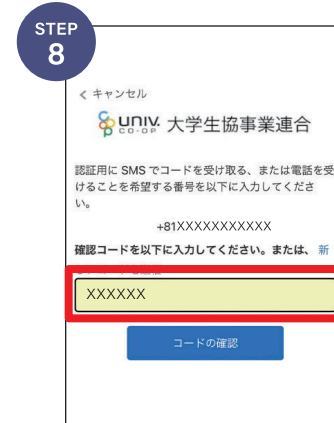 STEP
8
< キャンセル
univ.
CO-OP
大学生協事業連合
認証用に SMS でコードを受け取る、または電話を受
けることを希望する番号を以下に入力してくださ
い。
+81XXXXXXXXXXX
確認コードを以下に入力してください。または、 新
XXXXXX
コードの確認